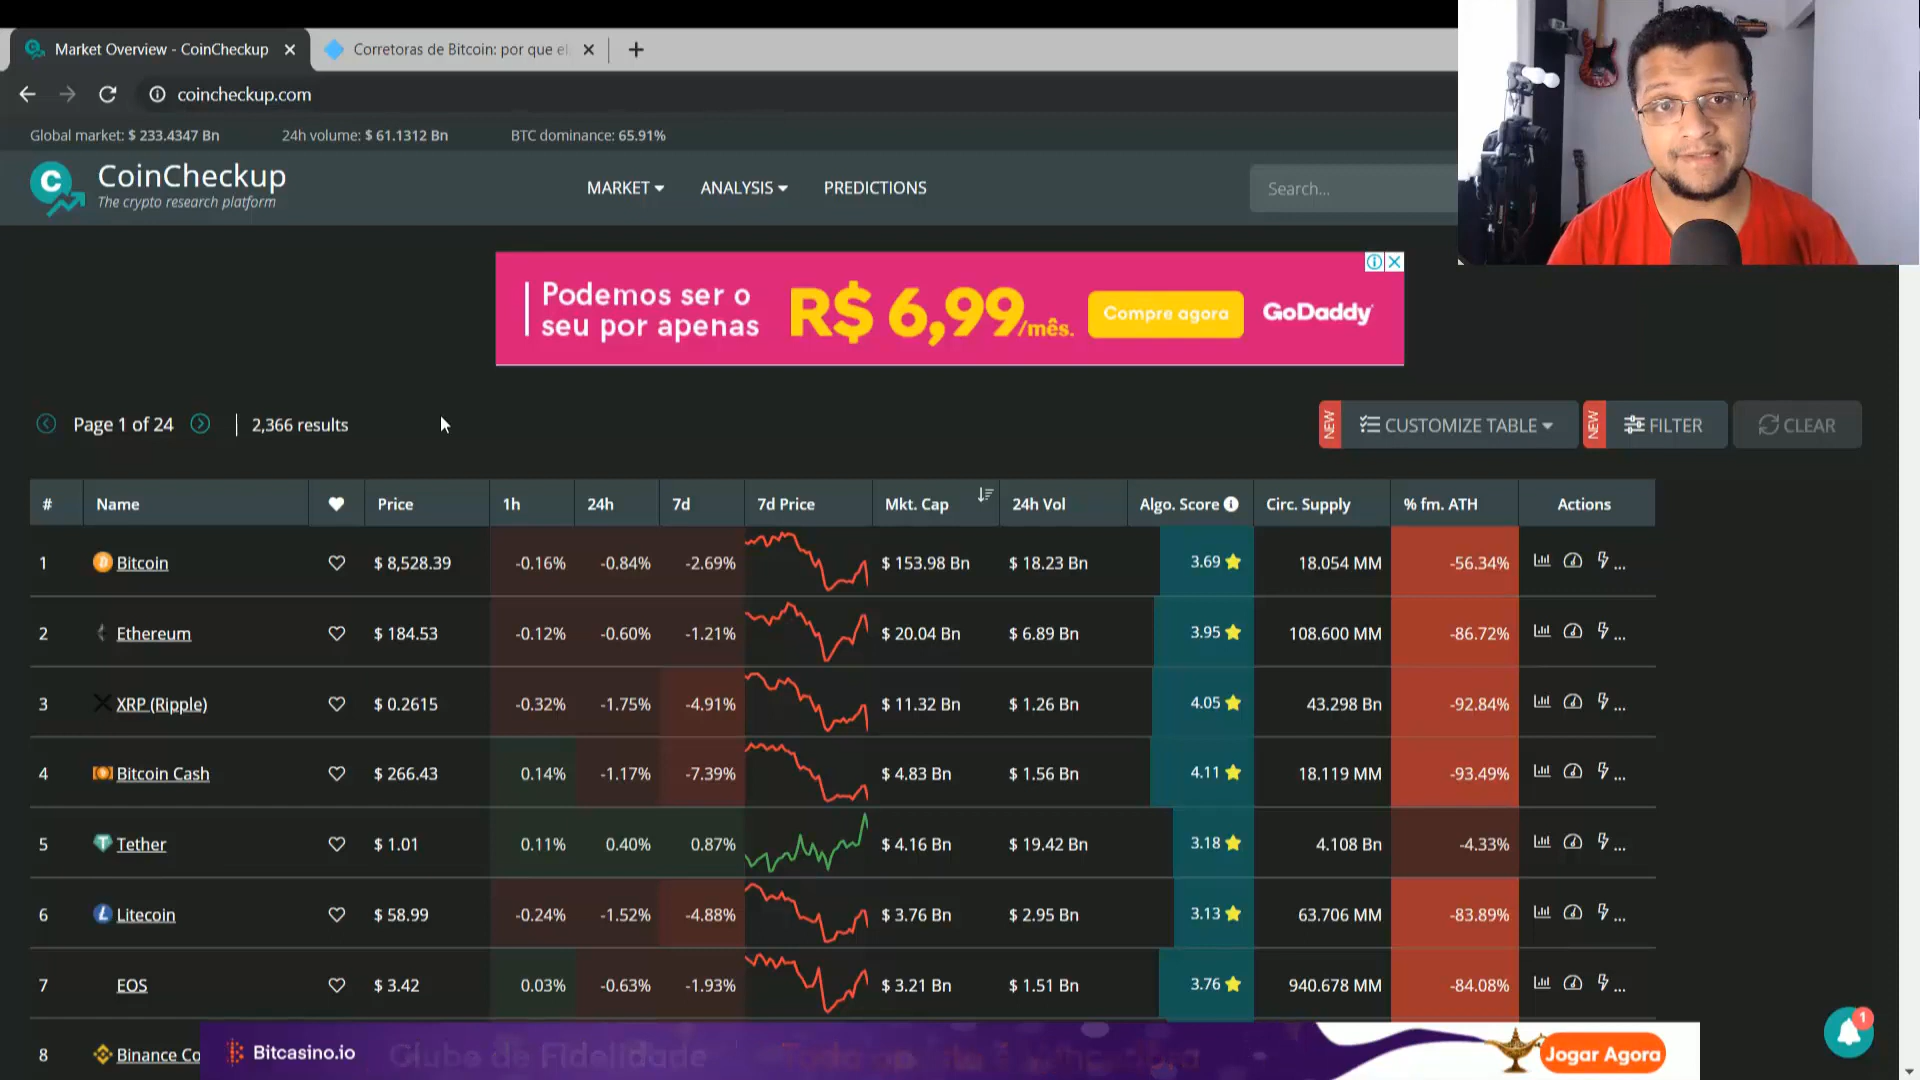 Market Overview - CoinCheckup
Corretoras de Bitcoin: por que el
coincheckup.com
Global market: $ 233.4347 Bn 24h volume: $ 61.1312 Bn BTC dominance: 65.91%
CoinCheckup
The crypto research platform
MARKET ANALYSIS PREDICTIONS
Search...
Podemos ser o
seu por apenas
R$ 6,99/mês.
Compre agora
GoDaddy
Page 1 of 24 | 2,366 results
NEW CUSTOMIZE TABLE NEW FILTER CLEAR
# Name Price 1h 24h 7d 7d Price Mkt. Cap 24h Vol Algo. Score Circ. Supply % fm. ATH Actions
1 Bitcoin $ 8,528.39 -0.16% -0.84% -2.69% $ 153.98 Bn $ 18.23 Bn 3.69 18.054 MM -56.34% ...
2 Ethereum $ 184.53 -0.12% -0.60% -1.21% $ 20.04 Bn $ 6.89 Bn 3.95 108.600 MM -86.72% ...
3 XRP (Ripple) $ 0.2615 -0.32% -1.75% -4.91% $ 11.32 Bn $ 1.26 Bn 4.05 43.298 Bn -92.84% ...
4 Bitcoin Cash $ 266.43 0.14% -1.17% -7.39% $ 4.83 Bn $ 1.56 Bn 4.11 18.119 MM -93.49% ...
5 Tether $ 1.01 0.11% 0.40% 0.87% $ 4.16 Bn $ 19.42 Bn 3.18 4.108 Bn -4.33% ...
6 Litecoin $ 58.99 -0.24% -1.52% -4.88% $ 3.76 Bn $ 2.95 Bn 3.13 63.706 MM -83.89% ...
7 EOS $ 3.42 0.03% -0.63% -1.93% $ 3.21 Bn $ 1.51 Bn 3.76 940.678 MM -84.08% ...
8 Binance Co
Bitcasino.io
Clube de Fidelidade
Jogar Agora
1